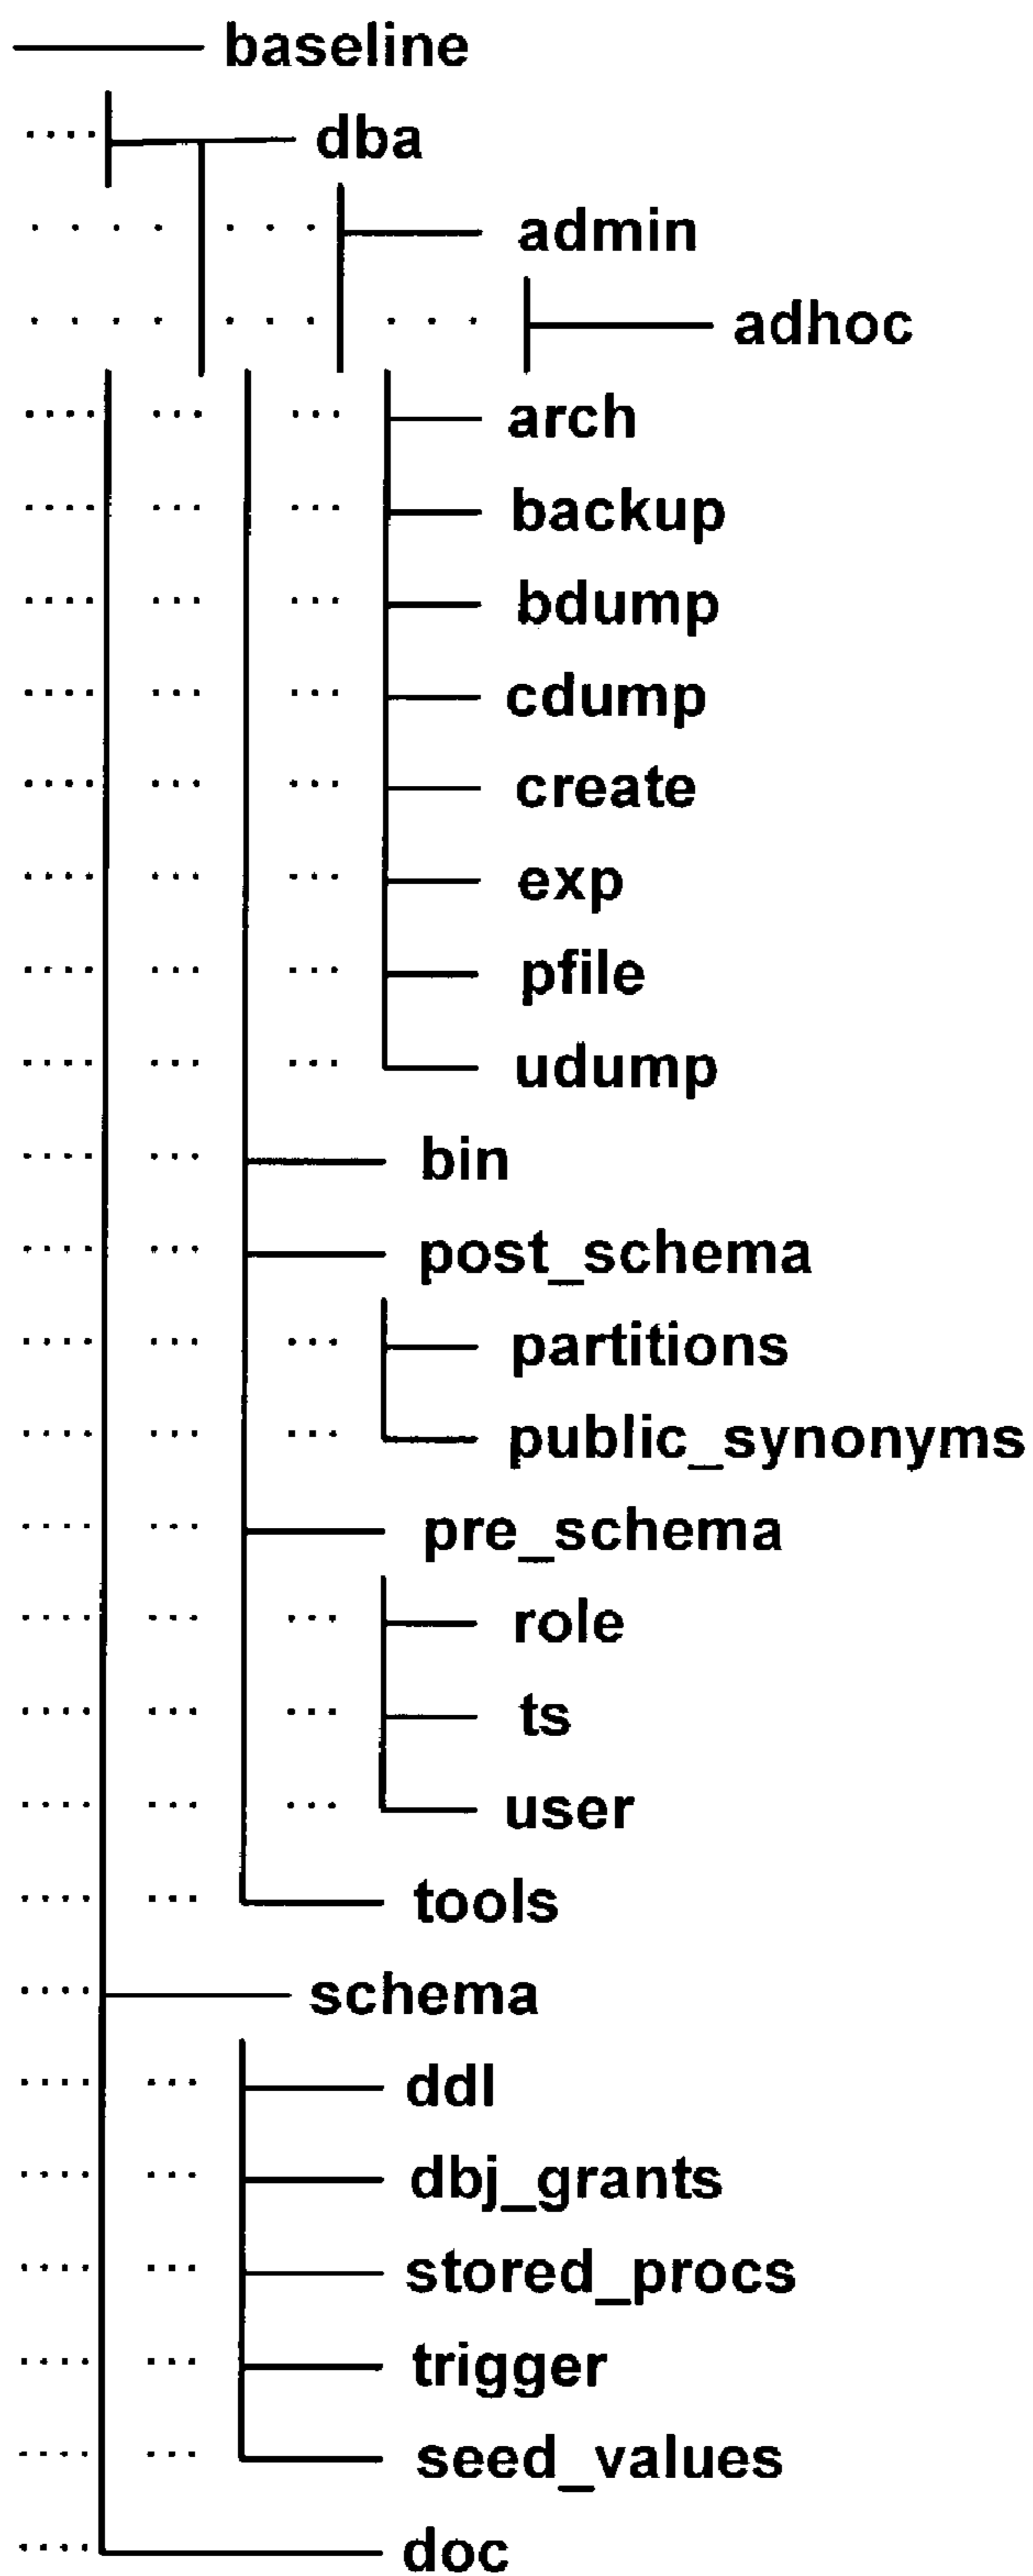 baseline
dba
admin
adhoc
arch
backup
bdump
cdump
create
exp
pfile
udump
bin
post_schema
partitions
public_synonyms
pre_schema
role
ts
user
tools
schema
ddl
dbj_grants
stored_procs
trigger
seed_values
doc